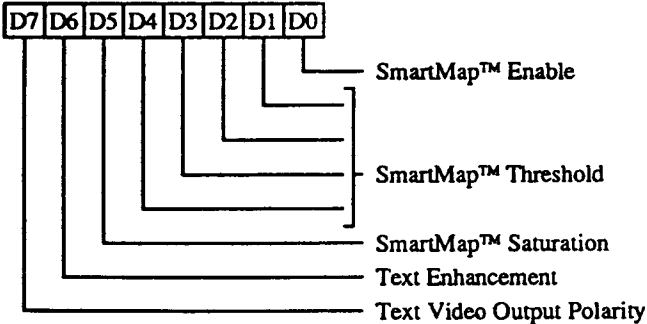 D7 D6 D5 D4 D3 D2 D1 D0
SmartMap™ Enable
SmartMap™ Threshold
SmartMap™ Saturation
Text Enhancement
Text Video Output Polarity